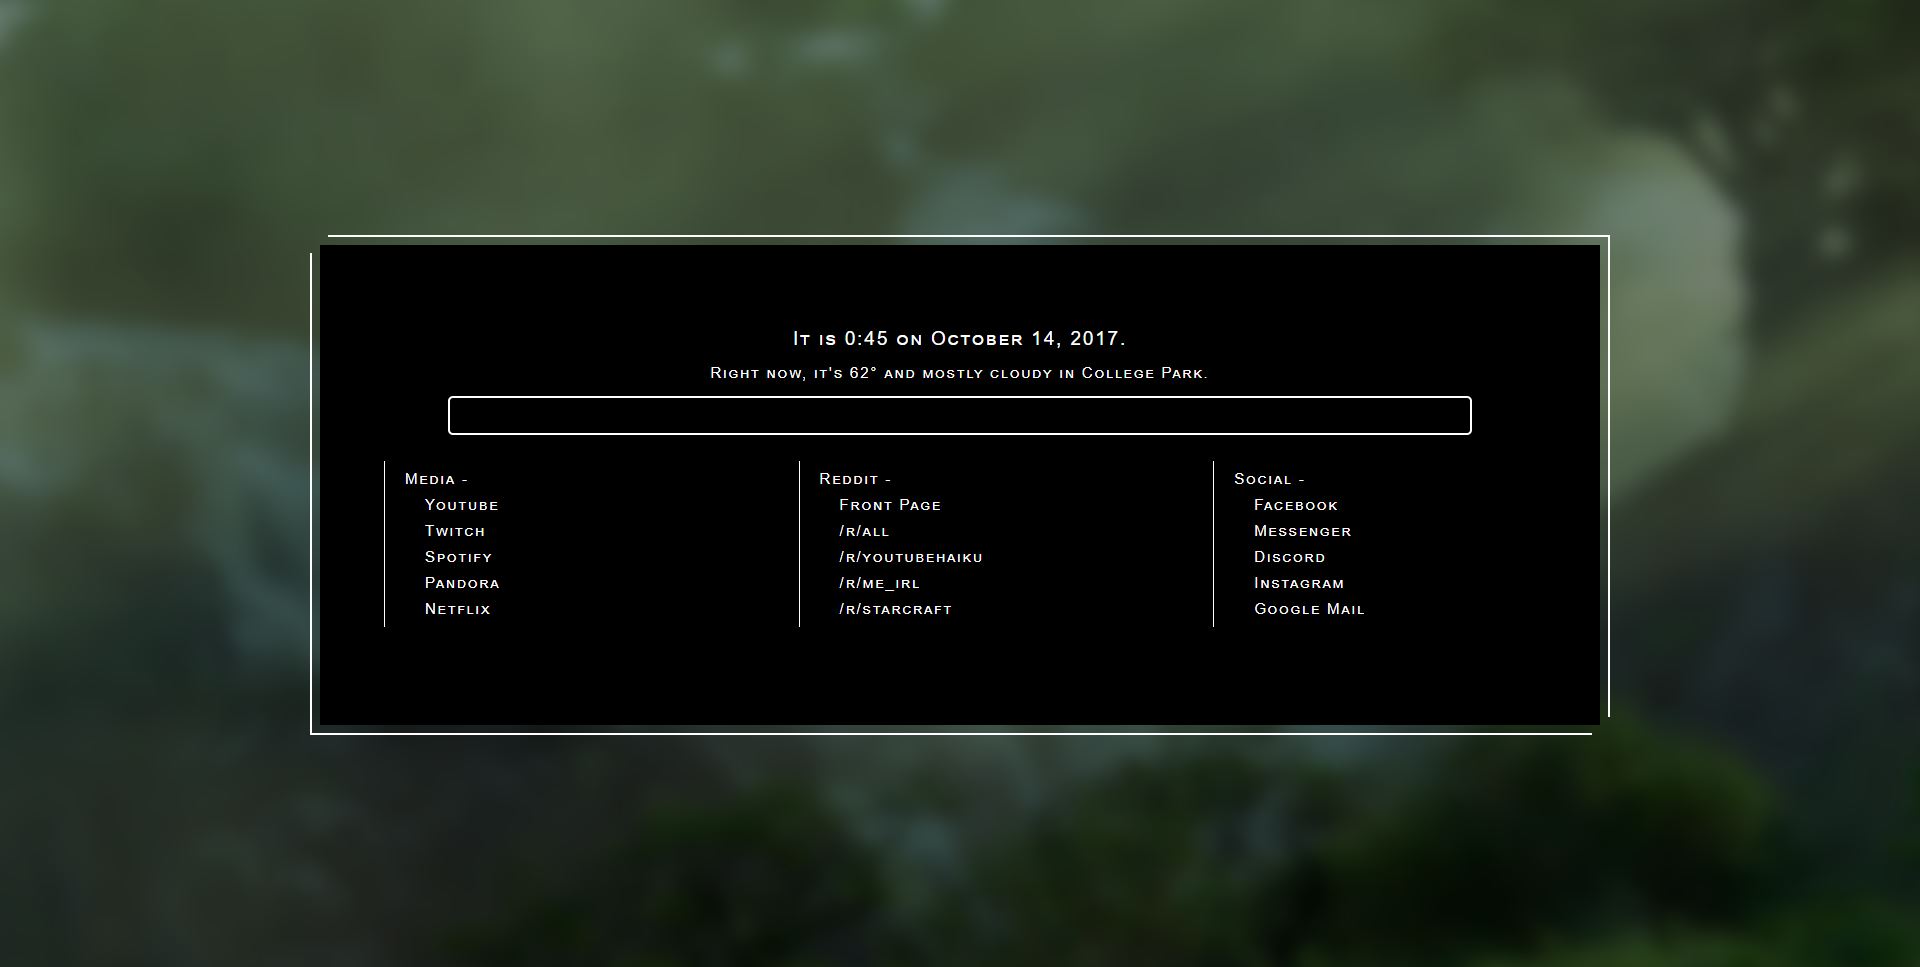 It is 0:45 on October 14, 2017.
Right now, it's 62° and mostly cloudy in College Park.
Media -
Youtube
Twitch
Spotify
Pandora
Netflix
Reddit -
Front Page
/r/all
/r/youtubehaiku
/r/me_irl
/r/starcraft
Social -
Facebook
Messenger
Discord
Instagram
Google Mail